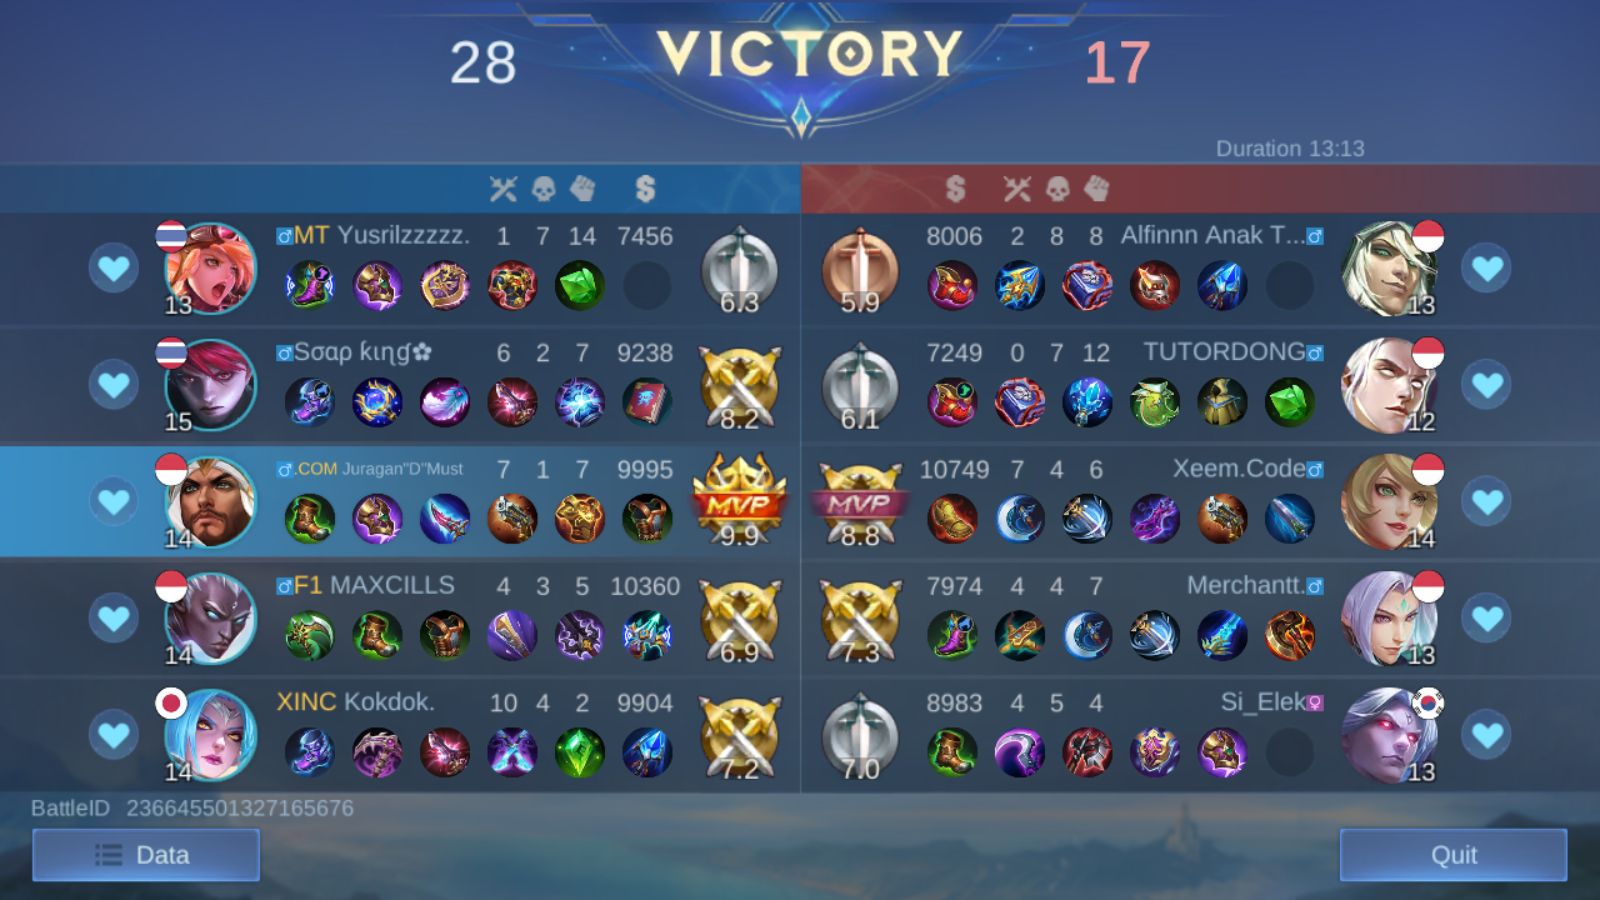 28 VICTORY 17
Duration 13:13
MT Yusrilzzzzz. 1 7 14 7456
13 6.3
8006 2 8 8 Alfinnn Anak T...
5.9 13
Sσαρ ƙιɳɠ✿ 6 2 7 9238
15 8.2
7249 0 7 12 TUTORDONG
6.1 12
.COM Juragan"D"Must 7 1 7 9995
14 MVP 9.9
10749 7 4 6 Xeem.Code
MVP 8.8 14
F1 MAXCILLS 4 3 5 10360
14 6.9
7974 4 4 7 Merchantt.
7.3 13
XINC Kokdok. 10 4 2 9904
14 7.2
8983 4 5 4 Si_Elek
7.0 13
BattleID 236645501327165676
Data Quit